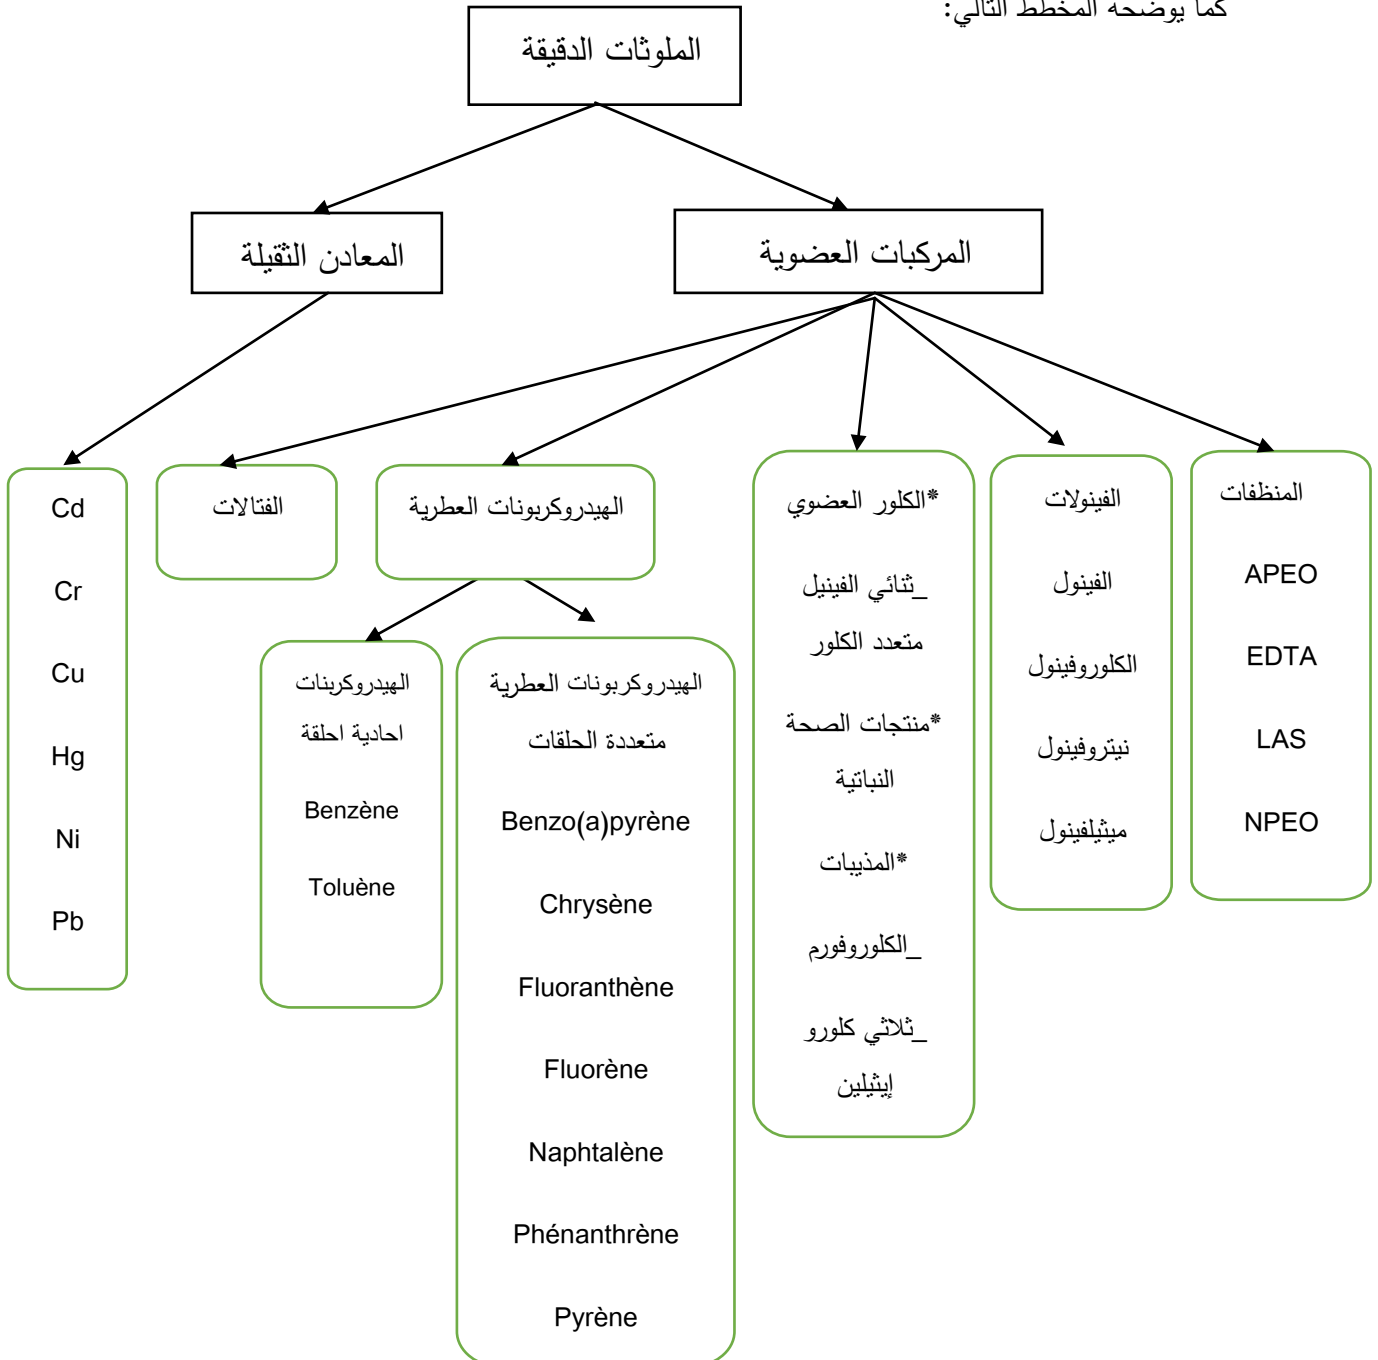 كما يوضحه المخطط التالي:
الملوثات الدقيقة
المركبات العضوية
المعادن الثقيلة
المنظفات
APEO
EDTA
LAS
NPEO
الفينولات
الفينول
الكلوروفينول
نيتروفينول
ميثيلفينول
*الكلور العضوي
_ثنائي الفينيل
متعدد الكلور
*منتجات الصحة
النباتية
*المذيبات
_الكلوروفورم
_ثلاثي كلورو
إيثيلين
الهيدروكربونات العطرية
الهيدروكربونات العطرية
متعددة الحلقات
Benzo(a)pyrène
Chrysène
Fluoranthène
Fluorène
Naphtalène
Phénanthrène
Pyrène
الهيدروكربنات
احادية احلقة
Benzène
Toluène
الفتالات
Cd
Cr
Cu
Hg
Ni
Pb